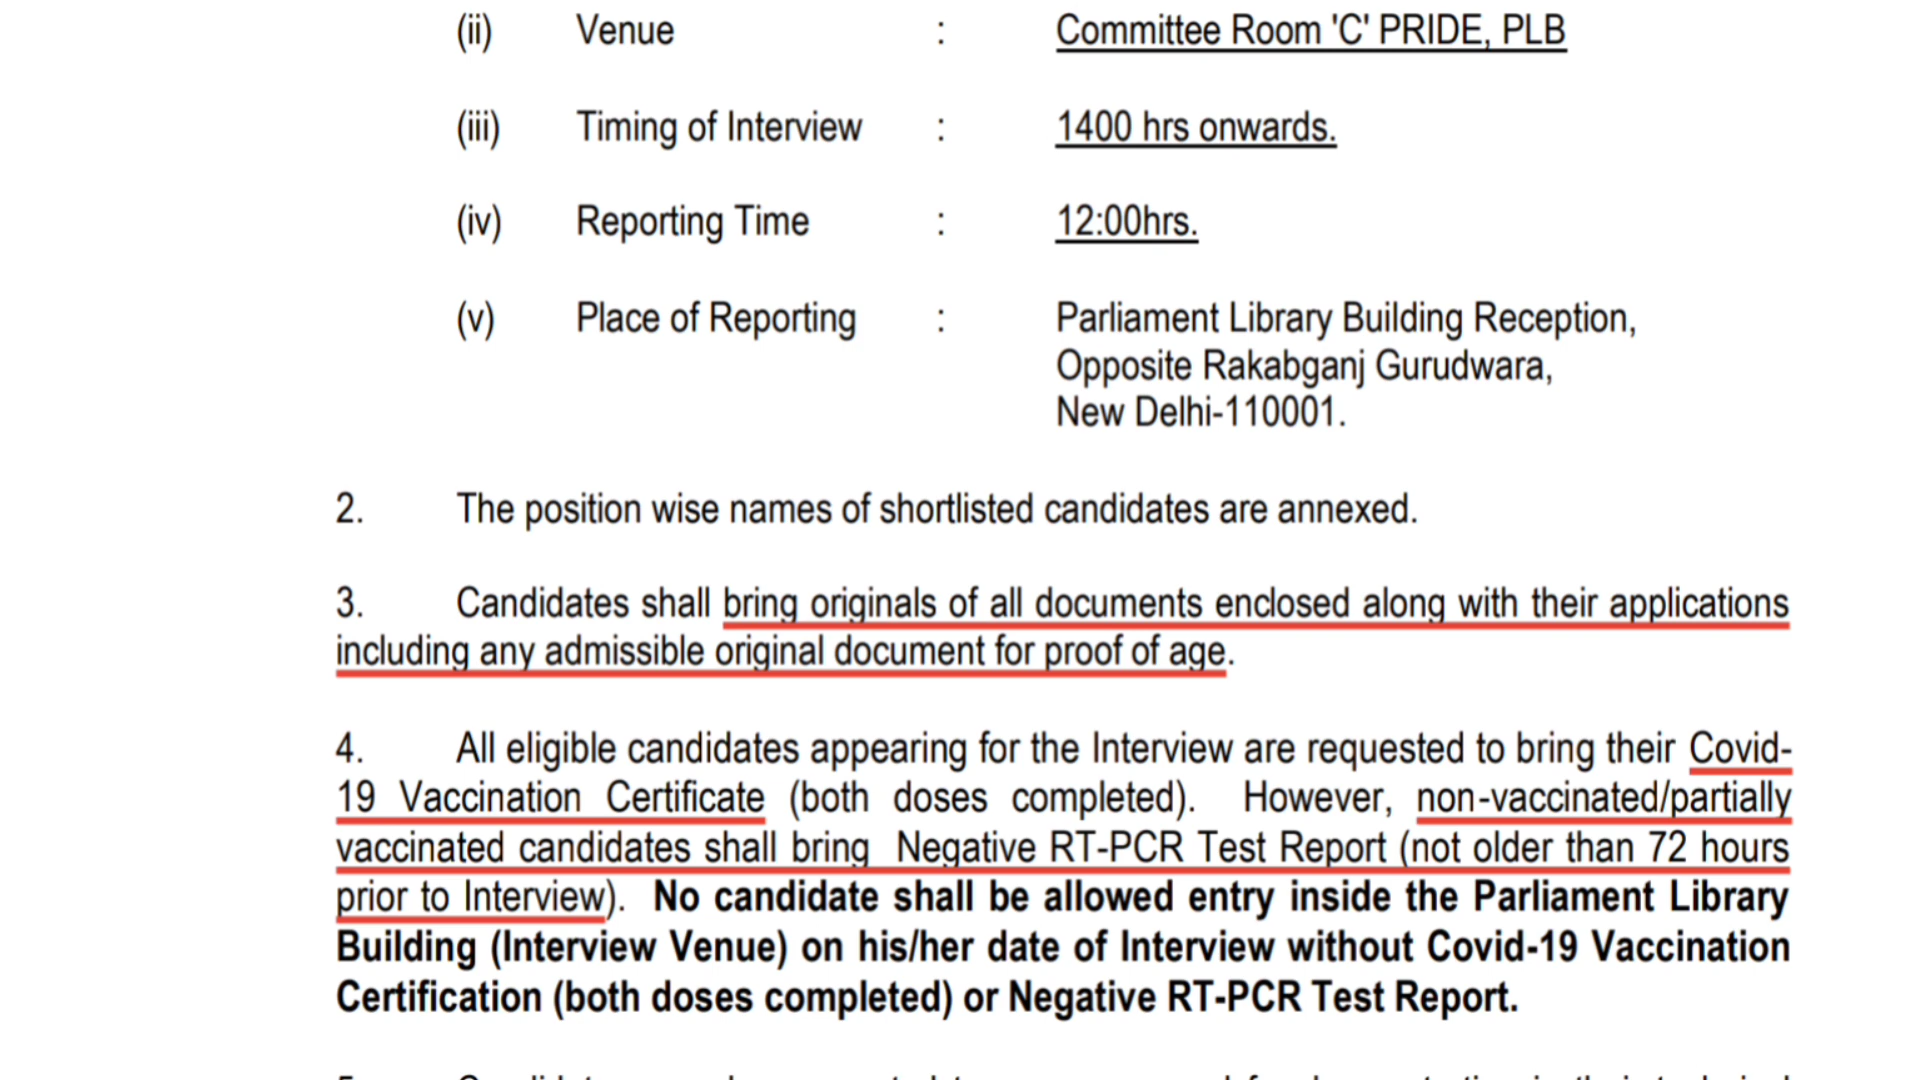 (ii) Venue : Committee Room 'C' PRIDE, PLB
(iii) Timing of Interview : 1400 hrs onwards.
(iv) Reporting Time : 12:00hrs.
(v) Place of Reporting : Parliament Library Building Reception,
Opposite Rakabganj Gurudwara,
New Delhi-110001.
2. The position wise names of shortlisted candidates are annexed.
3. Candidates shall bring originals of all documents enclosed along with their applications
including any admissible original document for proof of age.
4. All eligible candidates appearing for the Interview are requested to bring their Covid-
19 Vaccination Certificate (both doses completed). However, non-vaccinated/partially
vaccinated candidates shall bring Negative RT-PCR Test Report (not older than 72 hours
prior to Interview). No candidate shall be allowed entry inside the Parliament Library
Building (Interview Venue) on his/her date of Interview without Covid-19 Vaccination
Certification (both doses completed) or Negative RT-PCR Test Report.